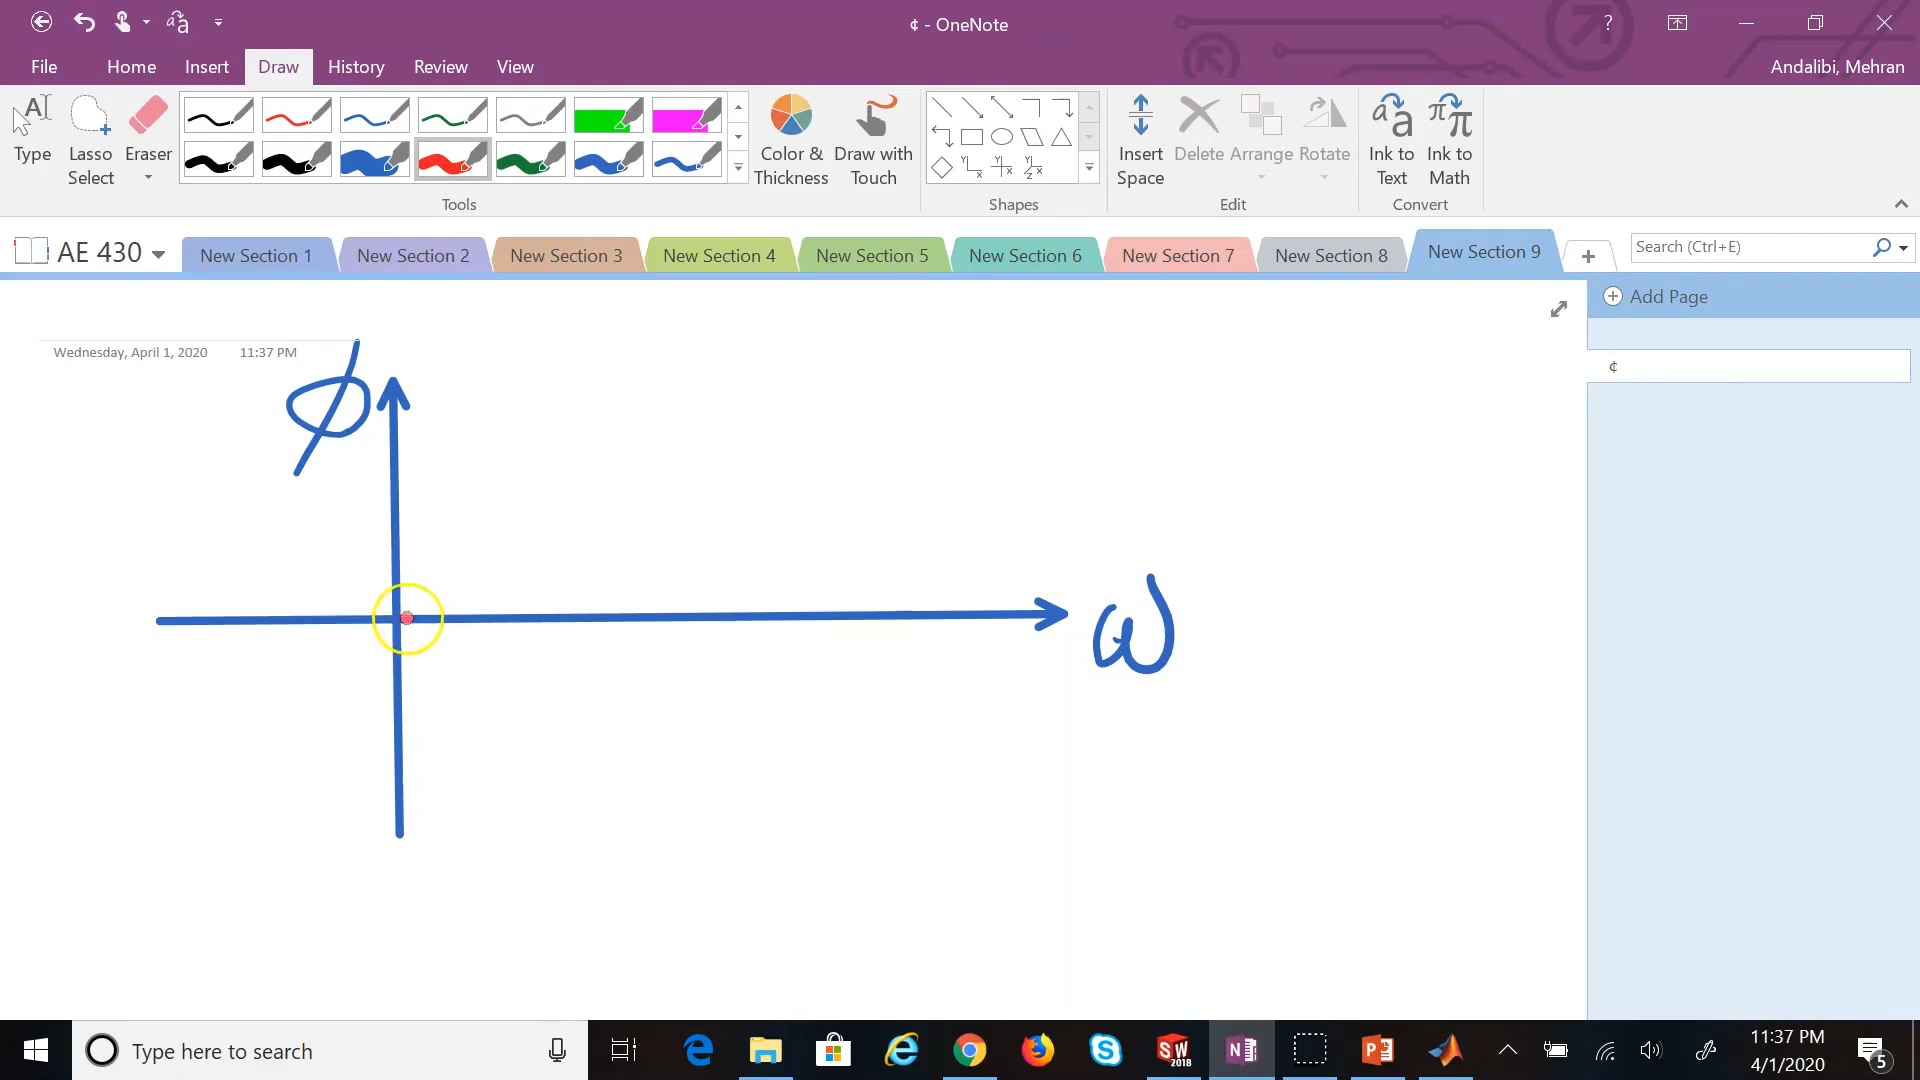 ¢ - OneNote
?
File Home Insert Draw History Review View
Andalibi, Mehran
Type
Lasso Select
Eraser
Color & Thickness
Draw with Touch
Insert Space
Delete
Arrange
Rotate
Ink to Text
Ink to Math
Tools
Shapes
Edit
Convert
AE 430
New Section 1
New Section 2
New Section 3
New Section 4
New Section 5
New Section 6
New Section 7
New Section 8
New Section 9
Search (Ctrl+E)
Add Page
¢
Wednesday, April 1, 2020 11:37 PM
ϕ
ω
Type here to search
SW 2018
N
P
11:37 PM
4/1/2020
5